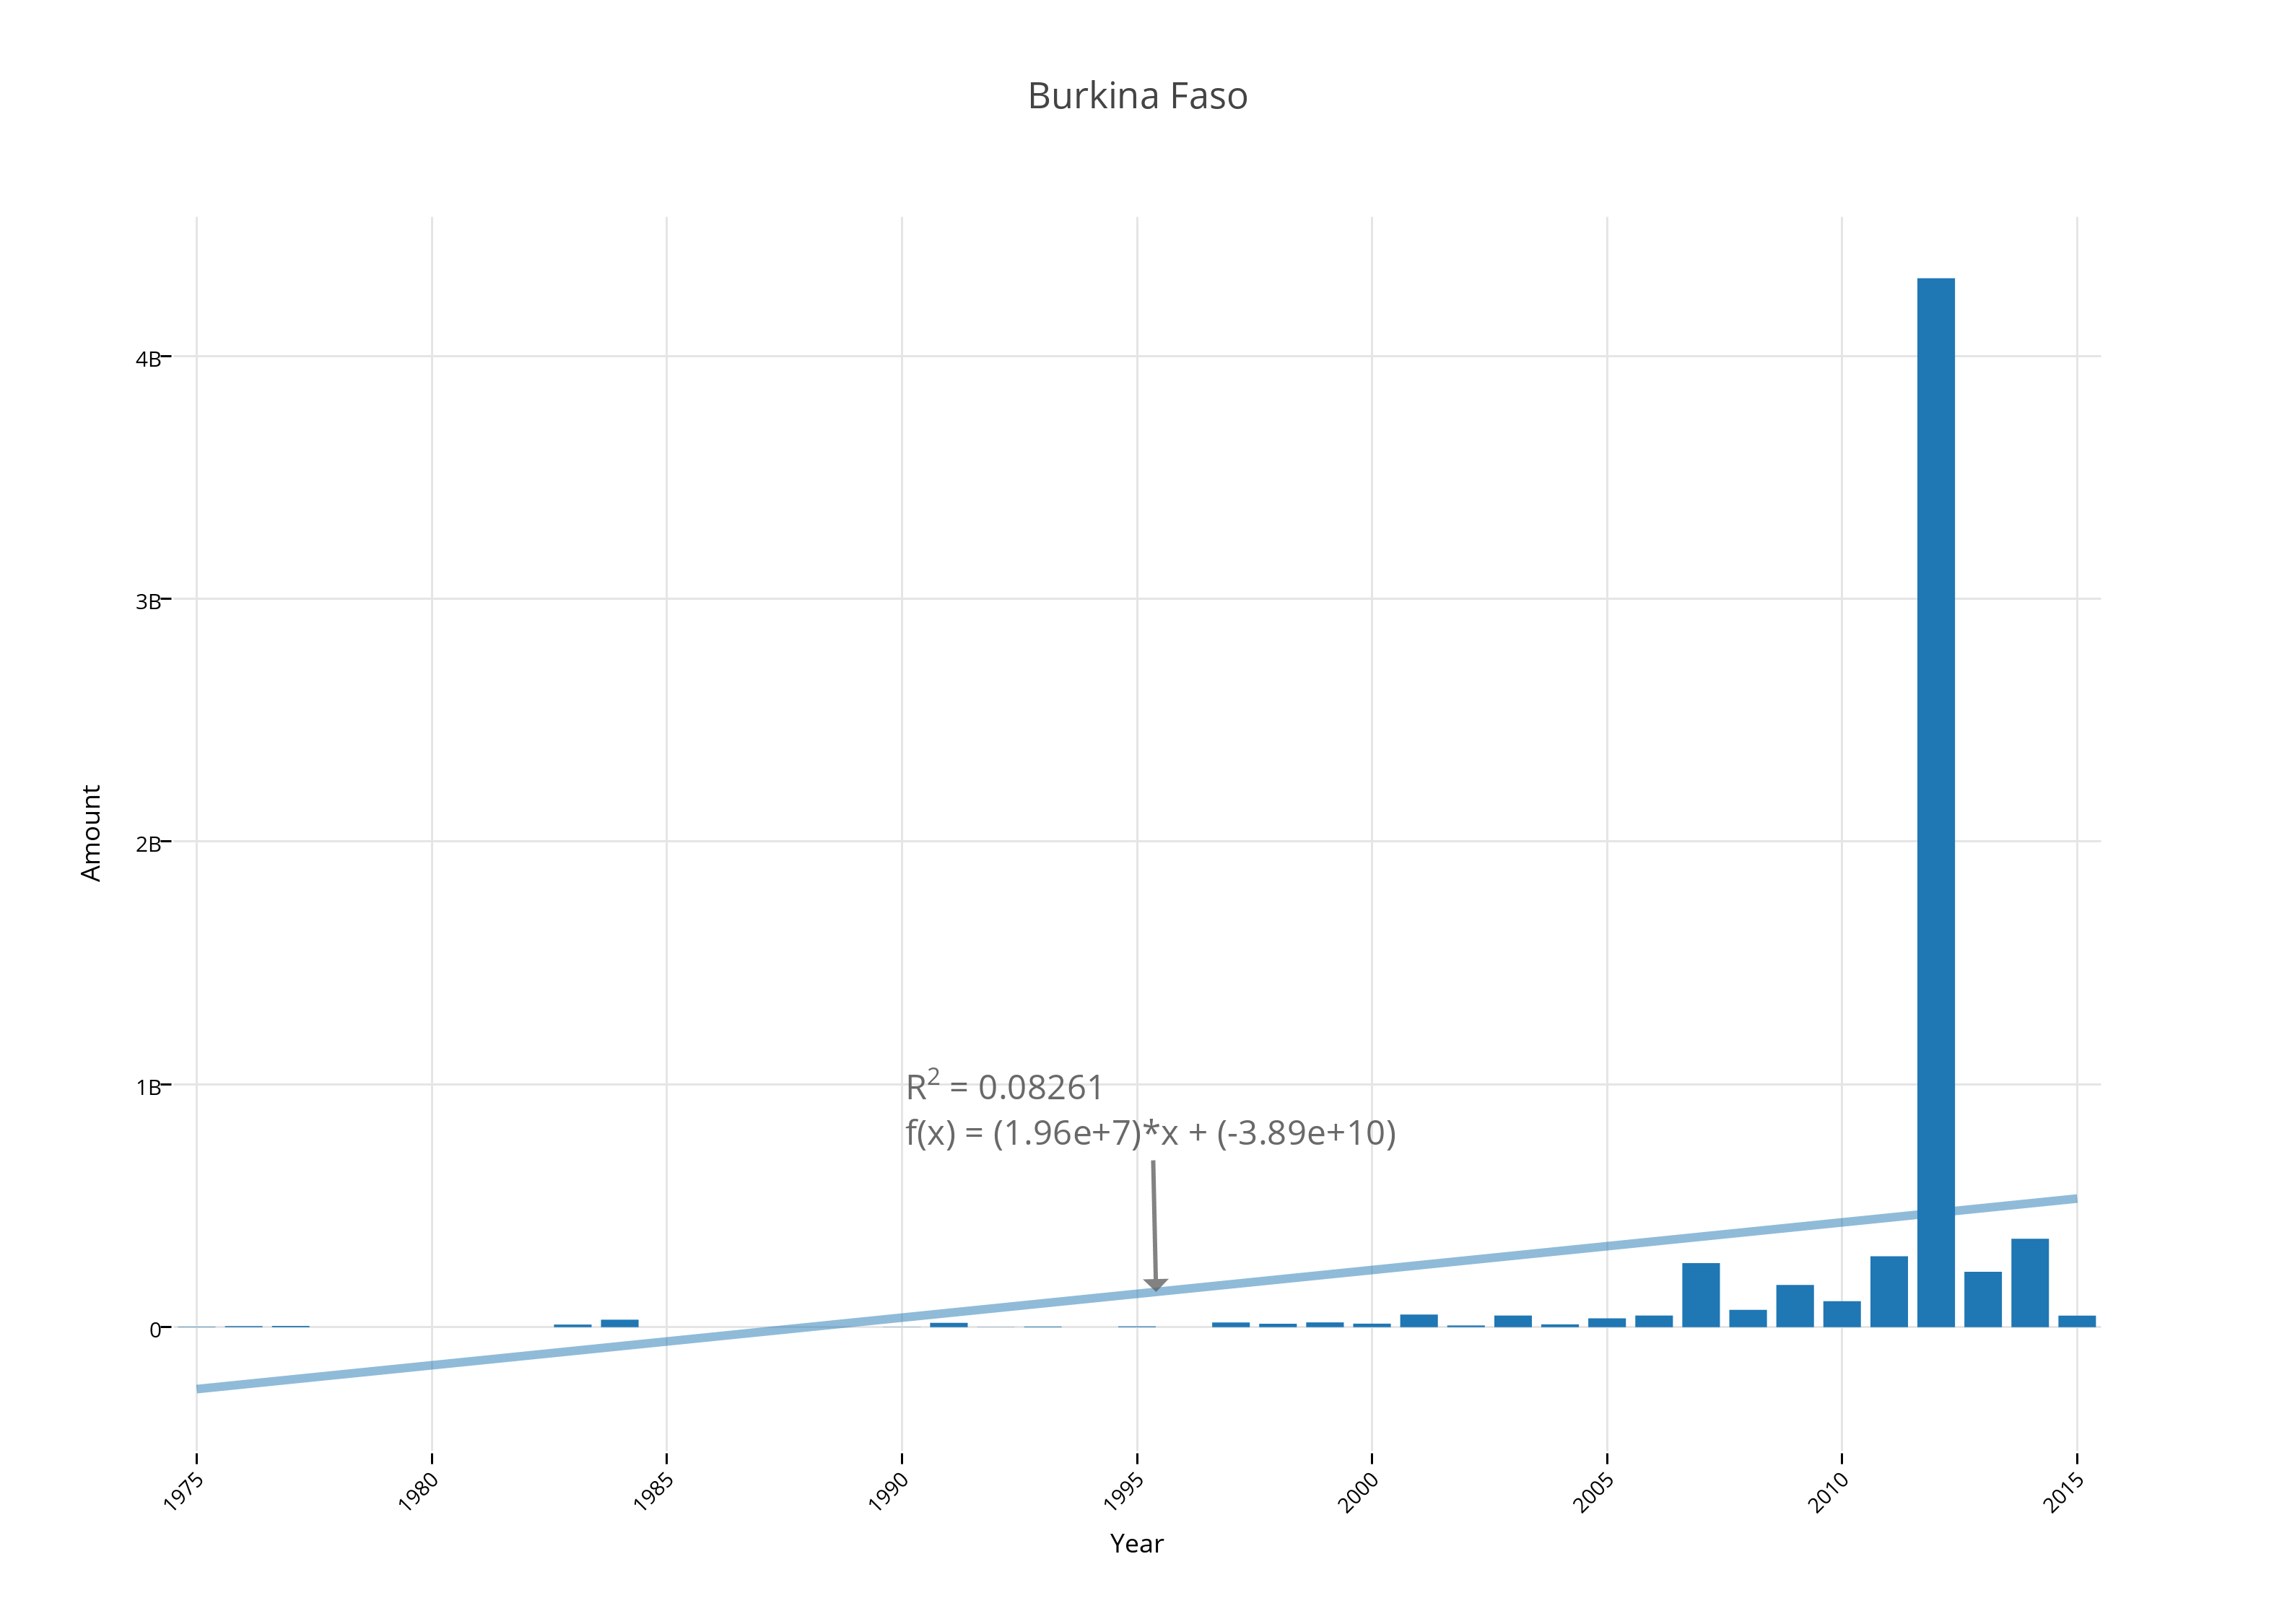 Burkina Faso
4B
3B
2B
1B
0
Amount
R² = 0.08261
f(x) = (1.96e+7)*x + (-3.89e+10)
1975
1980
1985
1990
1995
2000
2005
2010
2015
Year